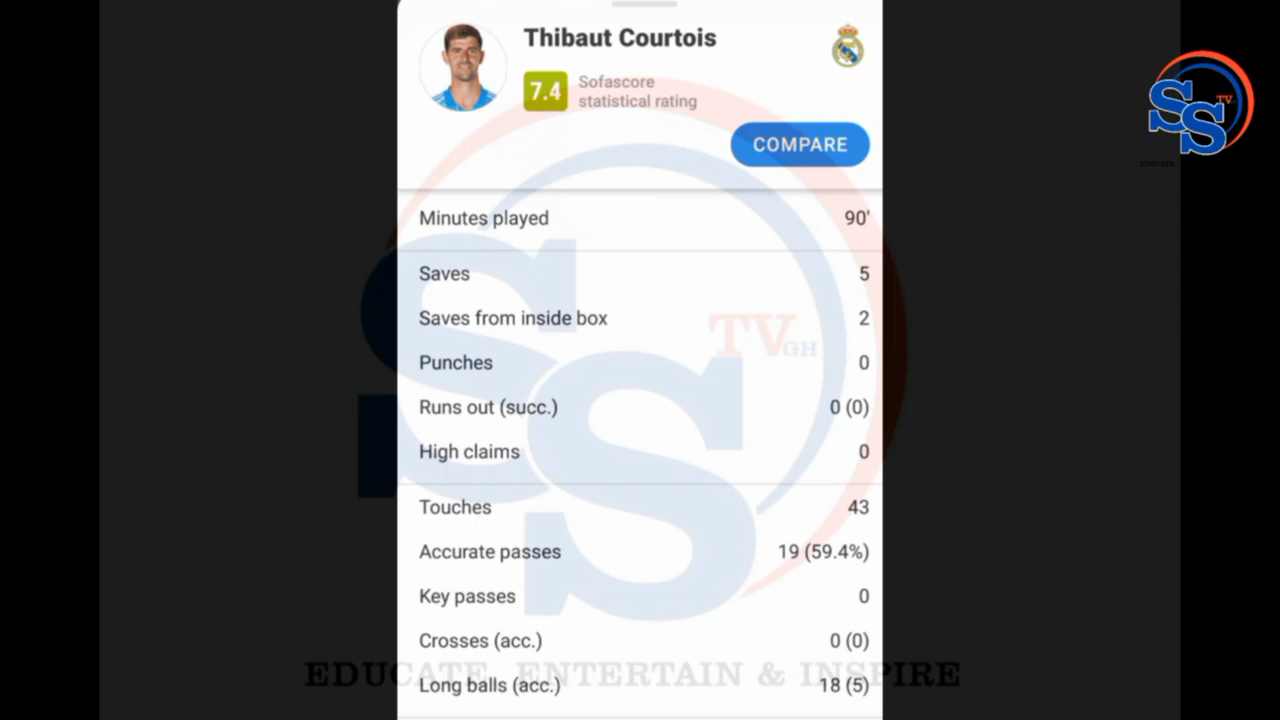 Thibaut Courtois
7.4
Sofascore
statistical rating
COMPARE
SS TV
Minutes played 90'
Saves 5
Saves from inside box 2
Punches 0
Runs out (succ.) 0 (0)
High claims 0
Touches 43
Accurate passes 19 (59.4%)
Key passes 0
Crosses (acc.) 0 (0)
Long balls (acc.) 18 (5)
SS TV GH
EDUCATE, ENTERTAIN & INSPIRE